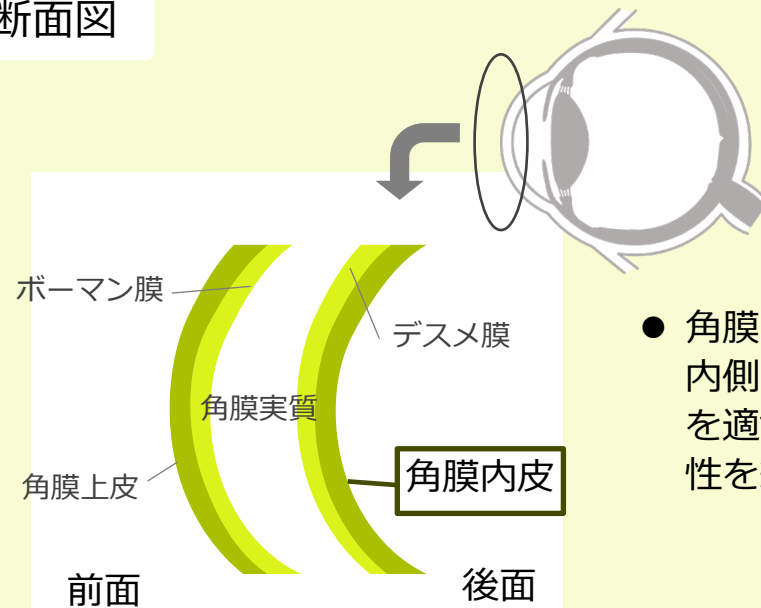 断面図
ボーマン膜
デスメ膜
角膜実質
角膜上皮
角膜内皮
前面
後面
● 角膜
内側
を適
性を